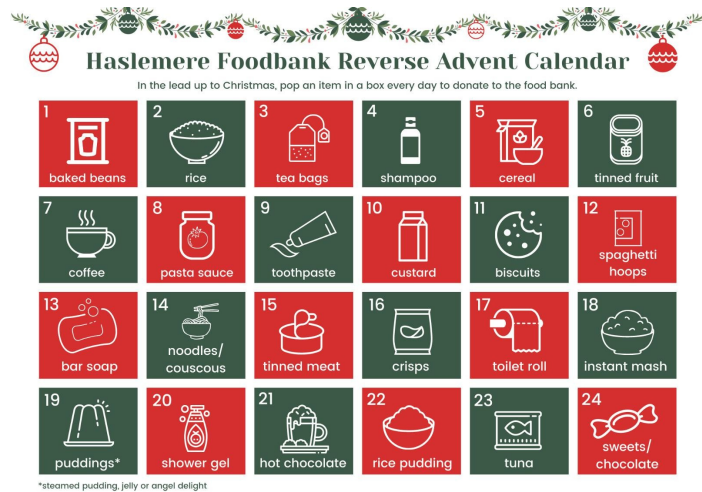 Haslemere Foodbank Reverse Advent Calendar
In the lead up to Christmas, pop an item in a box every day to donate to the food bank.
1
baked beans
2
rice
3
tea bags
4
shampoo
5
cereal
6
tinned fruit
7
coffee
8
pasta sauce
9
toothpaste
10
custard
11
biscuits
12
spaghetti
hoops
13
bar soap
14
noodles/
couscous
15
tinned meat
16
crisps
17
toilet roll
18
instant mash
19
puddings*
20
shower gel
21
hot chocolate
22
rice pudding
23
tuna
24
sweets/
chocolate
*steamed pudding, jelly or angel delight